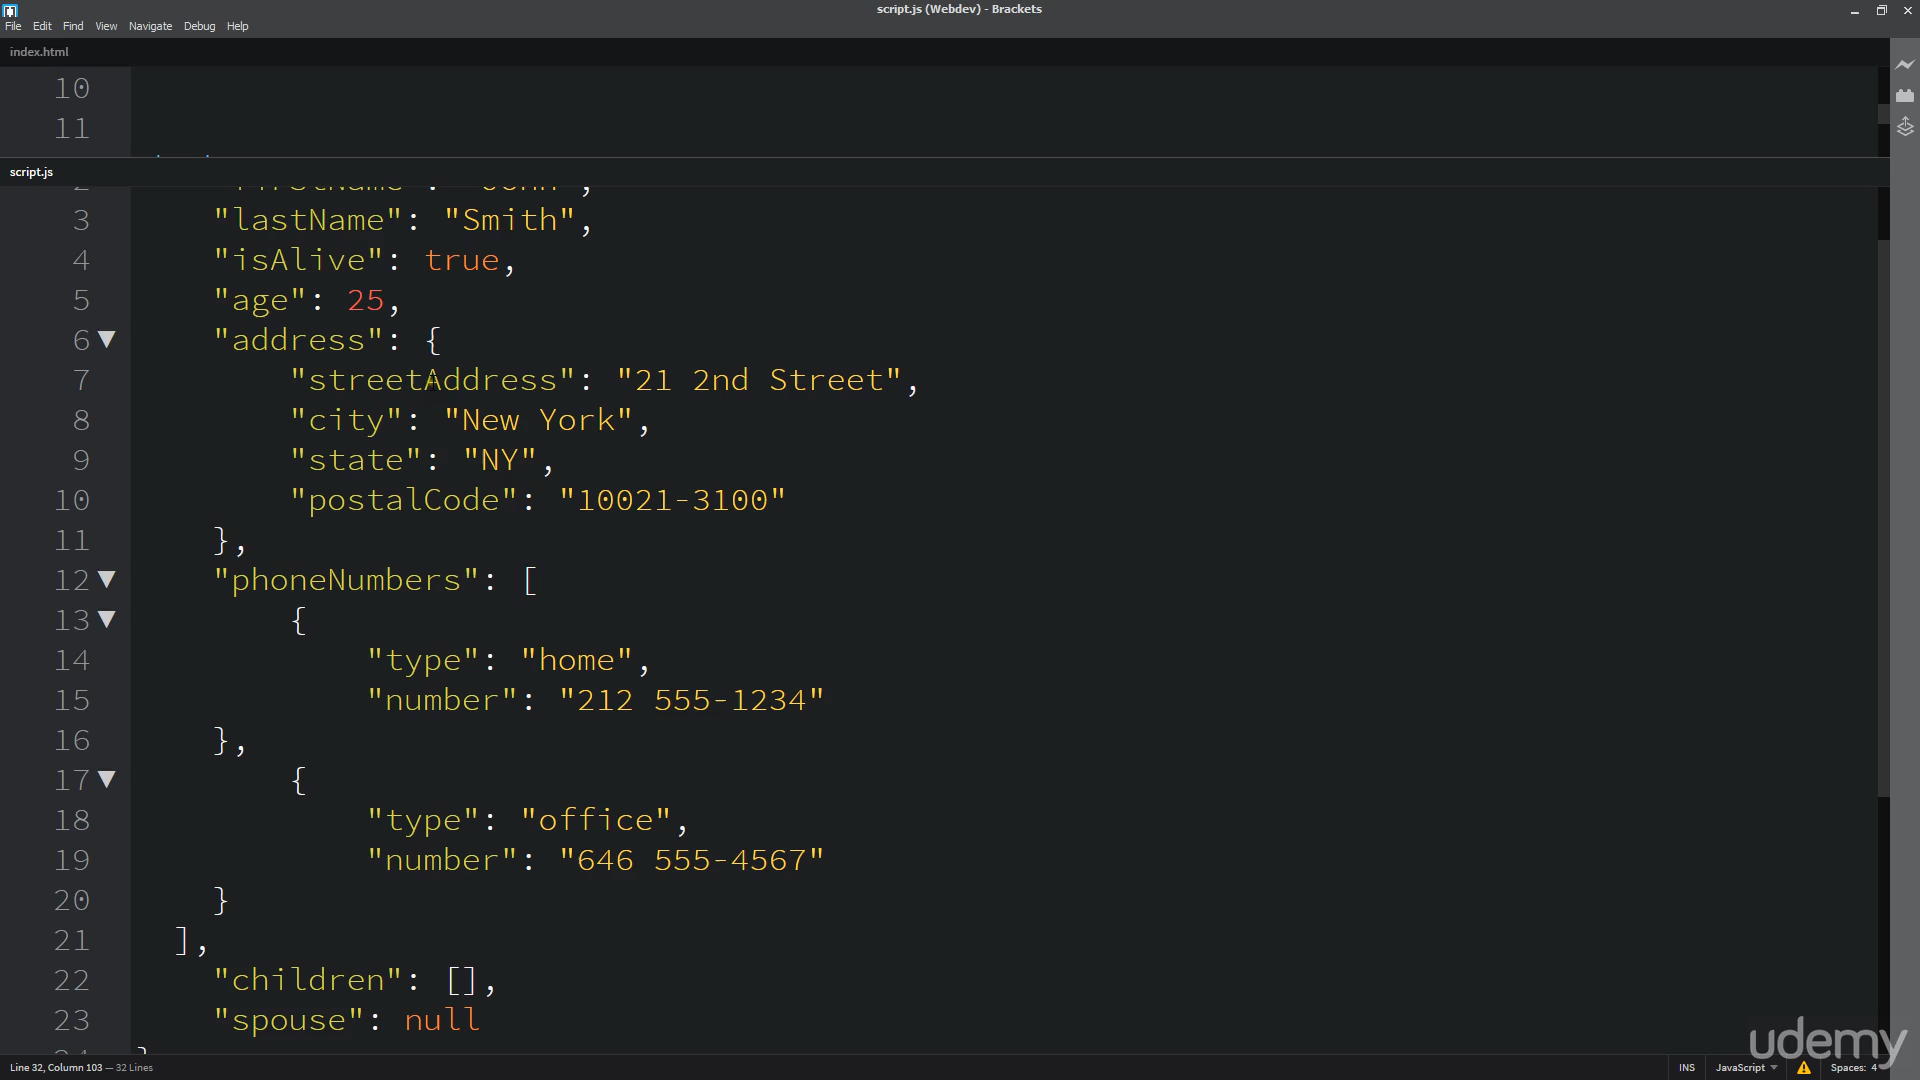 script.js (Webdev) - Brackets
File Edit Find View Navigate Debug Help
index.html
10
11
script.js
2 "firstName": "John",
3 "lastName": "Smith",
4 "isAlive": true,
5 "age": 25,
6 "address": {
7 "streetAddress": "21 2nd Street",
8 "city": "New York",
9 "state": "NY",
10 "postalCode": "10021-3100"
11 },
12 "phoneNumbers": [
13 {
14 "type": "home",
15 "number": "212 555-1234"
16 },
17 {
18 "type": "office",
19 "number": "646 555-4567"
20 }
21 ],
22 "children": [],
23 "spouse": null
udemy
Line 32, Column 103 — 32 Lines
INS JavaScript Spaces: 4